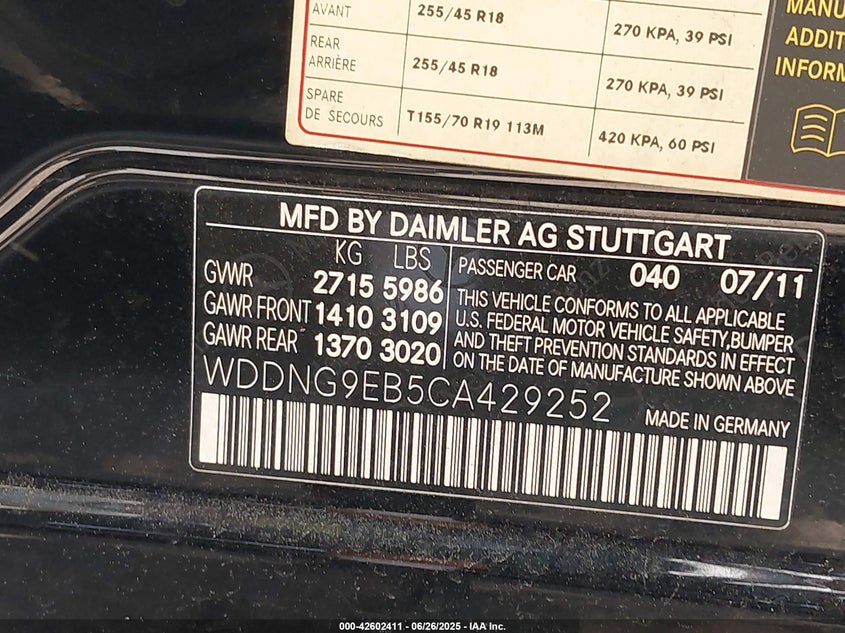 AVANT 255/45 R18 270 KPA, 39 PSI
REAR
ARRIÈRE 255/45 R18 270 KPA, 39 PSI
SPARE
DE SECOURS T155/70 R19 113M 420 KPA, 60 PSI
MANU
ADDIT
INFORM
MFD BY DAIMLER AG STUTTGART
KG LBS
GVWR 2715 5986
GAWR FRONT 1410 3109
GAWR REAR 1370 3020
PASSENGER CAR 040 07/11
THIS VEHICLE CONFORMS TO ALL APPLICABLE
U.S. FEDERAL MOTOR VEHICLE SAFETY,BUMPER
AND THEFT PREVENTION STANDARDS IN EFFECT
ON THE DATE OF MANUFACTURE SHOWN ABOVE
WDDNG9EB5CA429252
MADE IN GERMANY
000-42602411 - 06/26/2025 - IAA Inc.